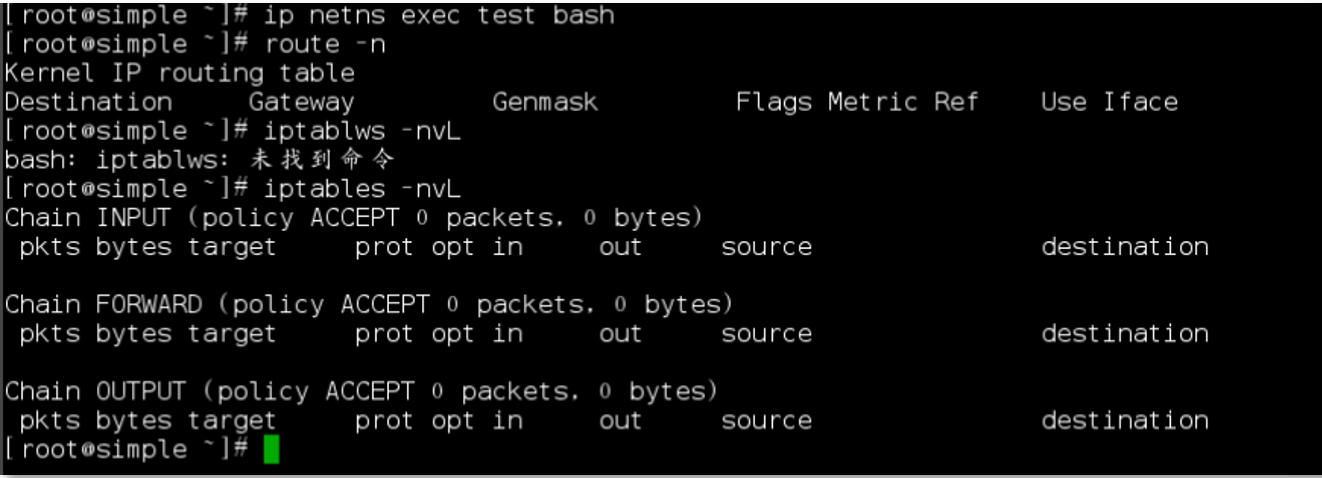 [root@simple ~]# ip netns exec test bash
[root@simple ~]# route -n
Kernel IP routing table
Destination     Gateway         Genmask         Flags Metric Ref    Use Iface
[root@simple ~]# iptablws -nvL
bash: iptablws: 未找到命令
[root@simple ~]# iptables -nvL
Chain INPUT (policy ACCEPT 0 packets, 0 bytes)
 pkts bytes target     prot opt in     out     source               destination

Chain FORWARD (policy ACCEPT 0 packets, 0 bytes)
 pkts bytes target     prot opt in     out     source               destination

Chain OUTPUT (policy ACCEPT 0 packets, 0 bytes)
 pkts bytes target     prot opt in     out     source               destination
[root@simple ~]#